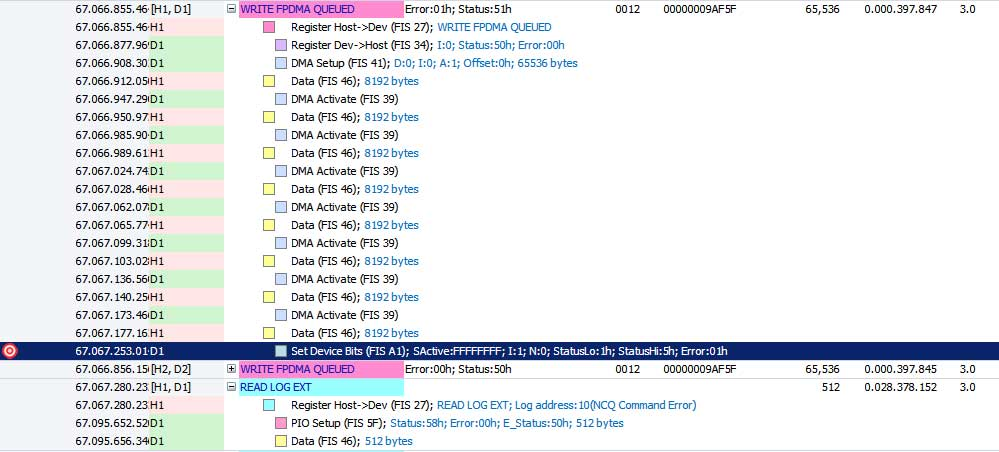 67.066.855.46 [H1, D1] WRITE FPDMA QUEUED Error:01h; Status:51h 0012 00000009AF5F 65,536 0.000.397.847 3.0
67.066.855.46 H1 Register Host->Dev (FIS 27); WRITE FPDMA QUEUED
67.066.877.96 D1 Register Dev->Host (FIS 34); I:0; Status:50h; Error:00h
67.066.908.30 D1 DMA Setup (FIS 41); D:0; I:0; A:1; Offset:0h; 65536 bytes
67.066.912.05 H1 Data (FIS 46); 8192 bytes
67.066.947.29 D1 DMA Activate (FIS 39)
67.066.950.97 H1 Data (FIS 46); 8192 bytes
67.066.985.90 D1 DMA Activate (FIS 39)
67.066.989.61 H1 Data (FIS 46); 8192 bytes
67.067.024.74 D1 DMA Activate (FIS 39)
67.067.028.46 H1 Data (FIS 46); 8192 bytes
67.067.062.07 D1 DMA Activate (FIS 39)
67.067.065.77 H1 Data (FIS 46); 8192 bytes
67.067.099.31 D1 DMA Activate (FIS 39)
67.067.103.02 H1 Data (FIS 46); 8192 bytes
67.067.136.56 D1 DMA Activate (FIS 39)
67.067.140.25 H1 Data (FIS 46); 8192 bytes
67.067.173.46 D1 DMA Activate (FIS 39)
67.067.177.16 H1 Data (FIS 46); 8192 bytes
67.067.253.01 D1 Set Device Bits (FIS A1); SActive:FFFFFFFF; I:1; N:0; StatusLo:1h; StatusHi:5h; Error:01h
67.066.856.15 [H2, D2] WRITE FPDMA QUEUED Error:00h; Status:50h 0012 00000009AF5F 65,536 0.000.397.845 3.0
67.067.280.23 [H1, D1] READ LOG EXT 512 0.028.378.152 3.0
67.067.280.23 H1 Register Host->Dev (FIS 27); READ LOG EXT; Log address:10(NCQ Command Error)
67.095.652.52 D1 PIO Setup (FIS 5F); Status:58h; Error:00h; E_Status:50h; 512 bytes
67.095.656.34 D1 Data (FIS 46); 512 bytes